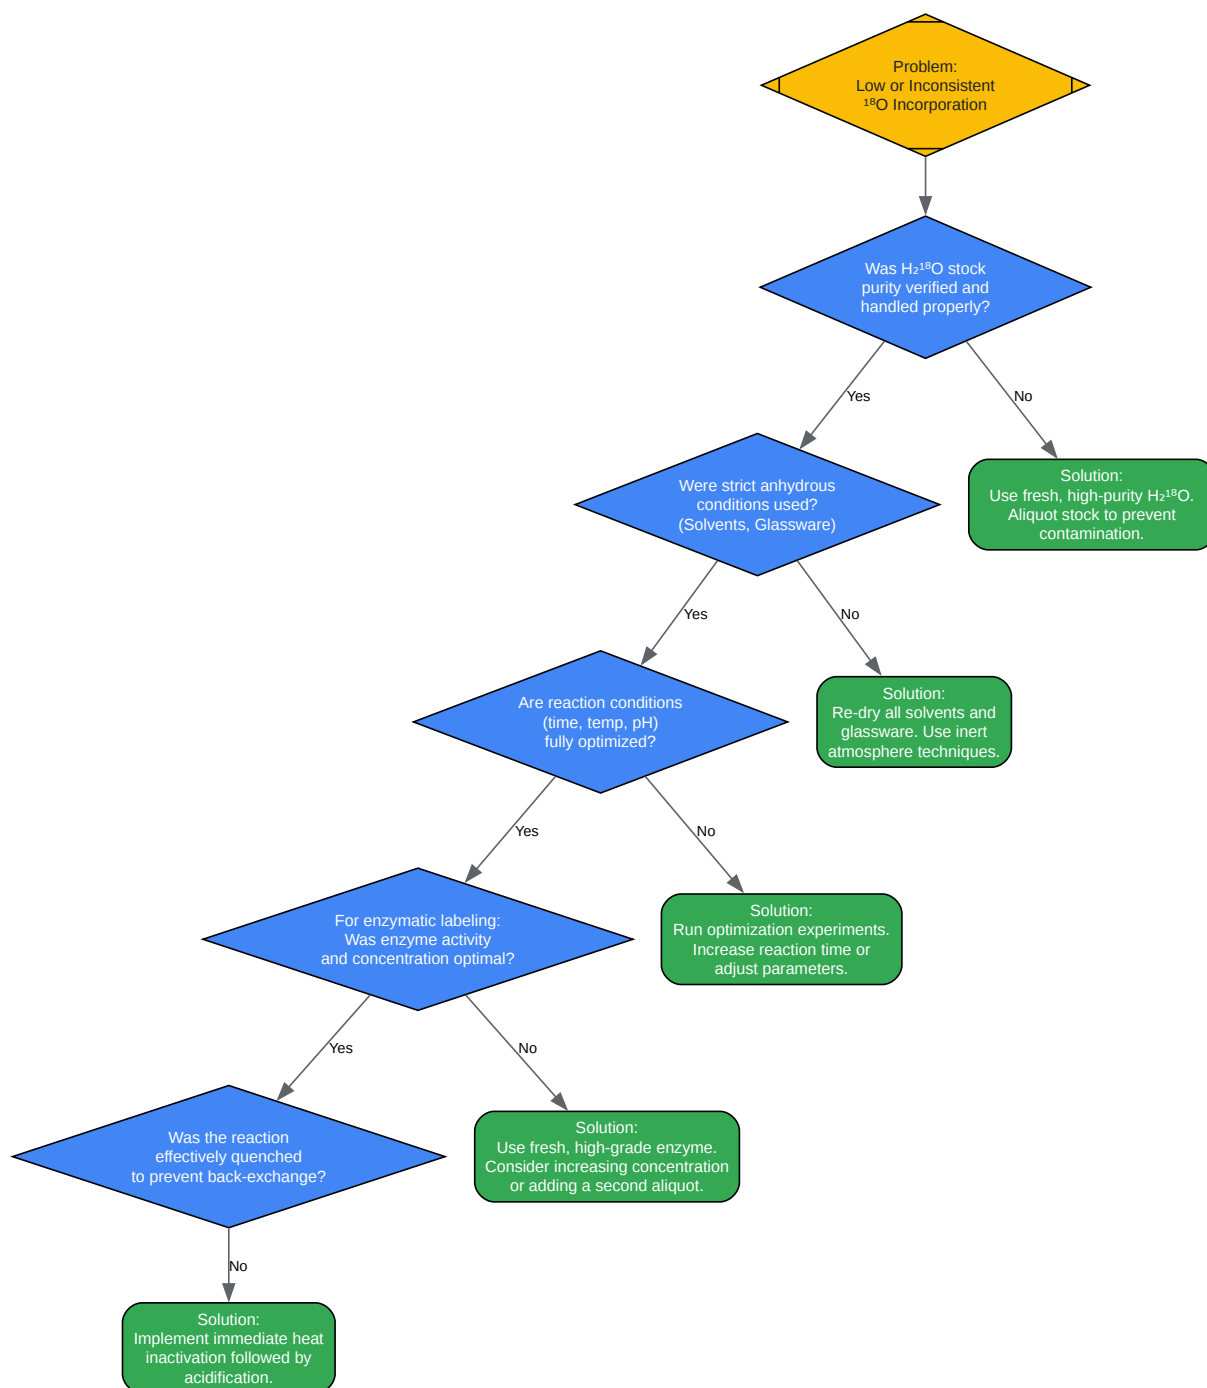 Problem:
Low or Inconsistent
¹⁸O Incorporation
Was H₂¹⁸O stock
purity verified and
handled properly?
Yes
No
Were strict anhydrous
conditions used?
(Solvents, Glassware)
Solution:
Use fresh, high-purity H₂¹⁸O.
Aliquot stock to prevent
contamination.
Yes
No
Are reaction conditions
(time, temp, pH)
fully optimized?
Solution:
Re-dry all solvents and
glassware. Use inert
atmosphere techniques.
Yes
No
For enzymatic labeling:
Was enzyme activity
and concentration optimal?
Solution:
Run optimization experiments.
Increase reaction time or
adjust parameters.
Yes
No
Was the reaction
effectively quenched
to prevent back-exchange?
Solution:
Use fresh, high-grade enzyme.
Consider increasing concentration
or adding a second aliquot.
No
Solution:
Implement immediate heat
inactivation followed by
acidification.